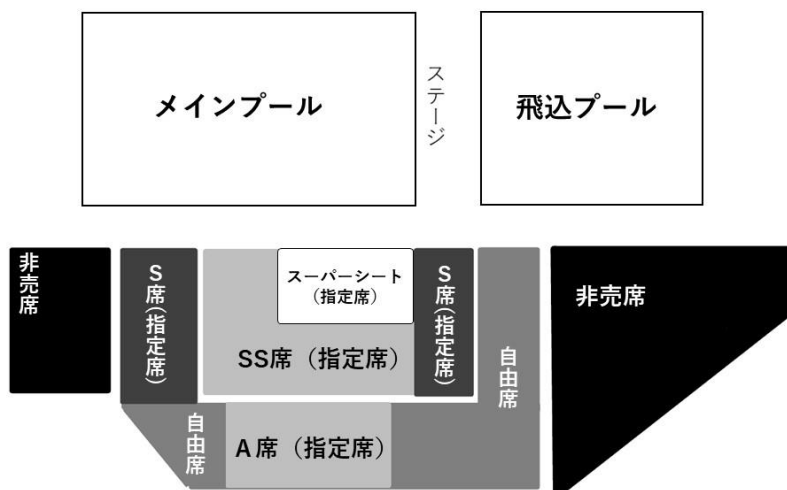 メインプール
ステージ
飛込プール
非売席
S席(指定席)
スーパーシート
（指定席）
S席(指定席)
SS席（指定席）
自由席
非売席
自由席
A席（指定席）